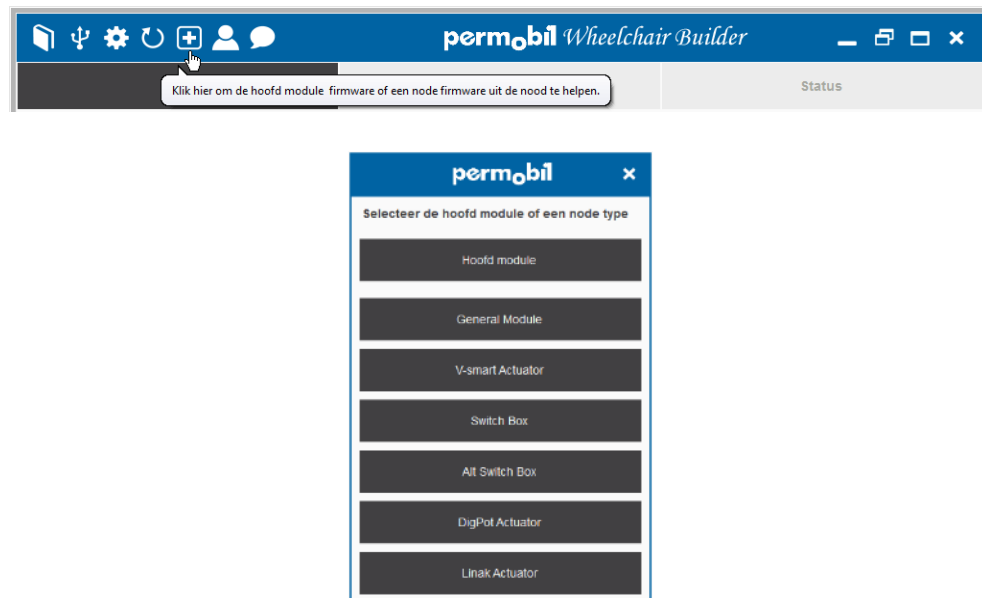 permobil Wheelchair Builder
Status
Klik hier om de hoofd module firmware of een node firmware uit de nood te helpen.
permobil
Selecteer de hoofd module of een node type
Hoofd module
General Module
V-smart Actuator
Switch Box
Alt Switch Box
DigPot Actuator
Linak Actuator